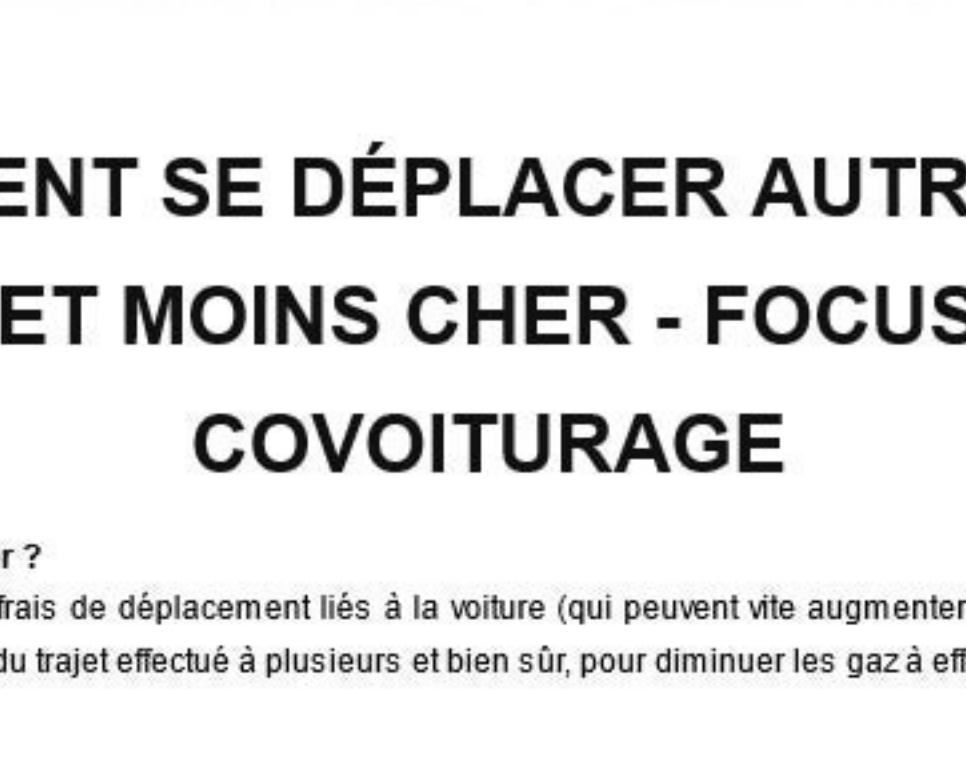 ENT SE DÉPLACER AUTR
ET MOINS CHER - FOCUS
COVOITURAGE
r ?
frais de déplacement liés à la voiture (qui peuvent vite augmenter
du trajet effectué à plusieurs et bien sûr, pour diminuer les gaz à eff